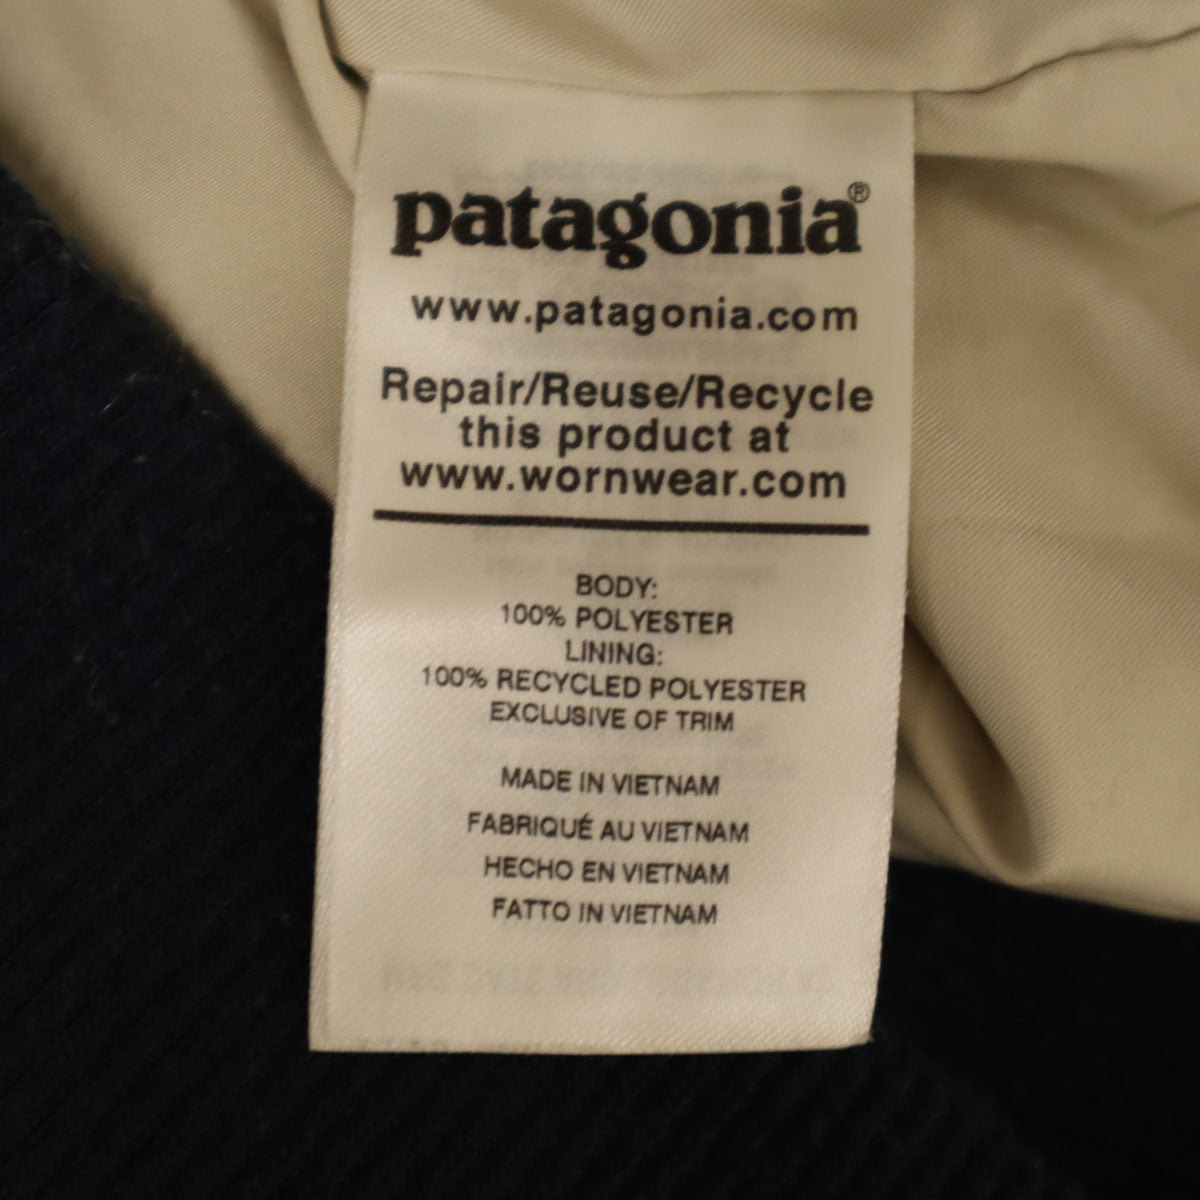 patagonia®
www.patagonia.com
Repair/Reuse/Recycle
this product at
www.wornwear.com
BODY:
100% POLYESTER
LINING:
100% RECYCLED POLYESTER
EXCLUSIVE OF TRIM
MADE IN VIETNAM
FABRIQUÉ AU VIETNAM
HECHO EN VIETNAM
FATTO IN VIETNAM